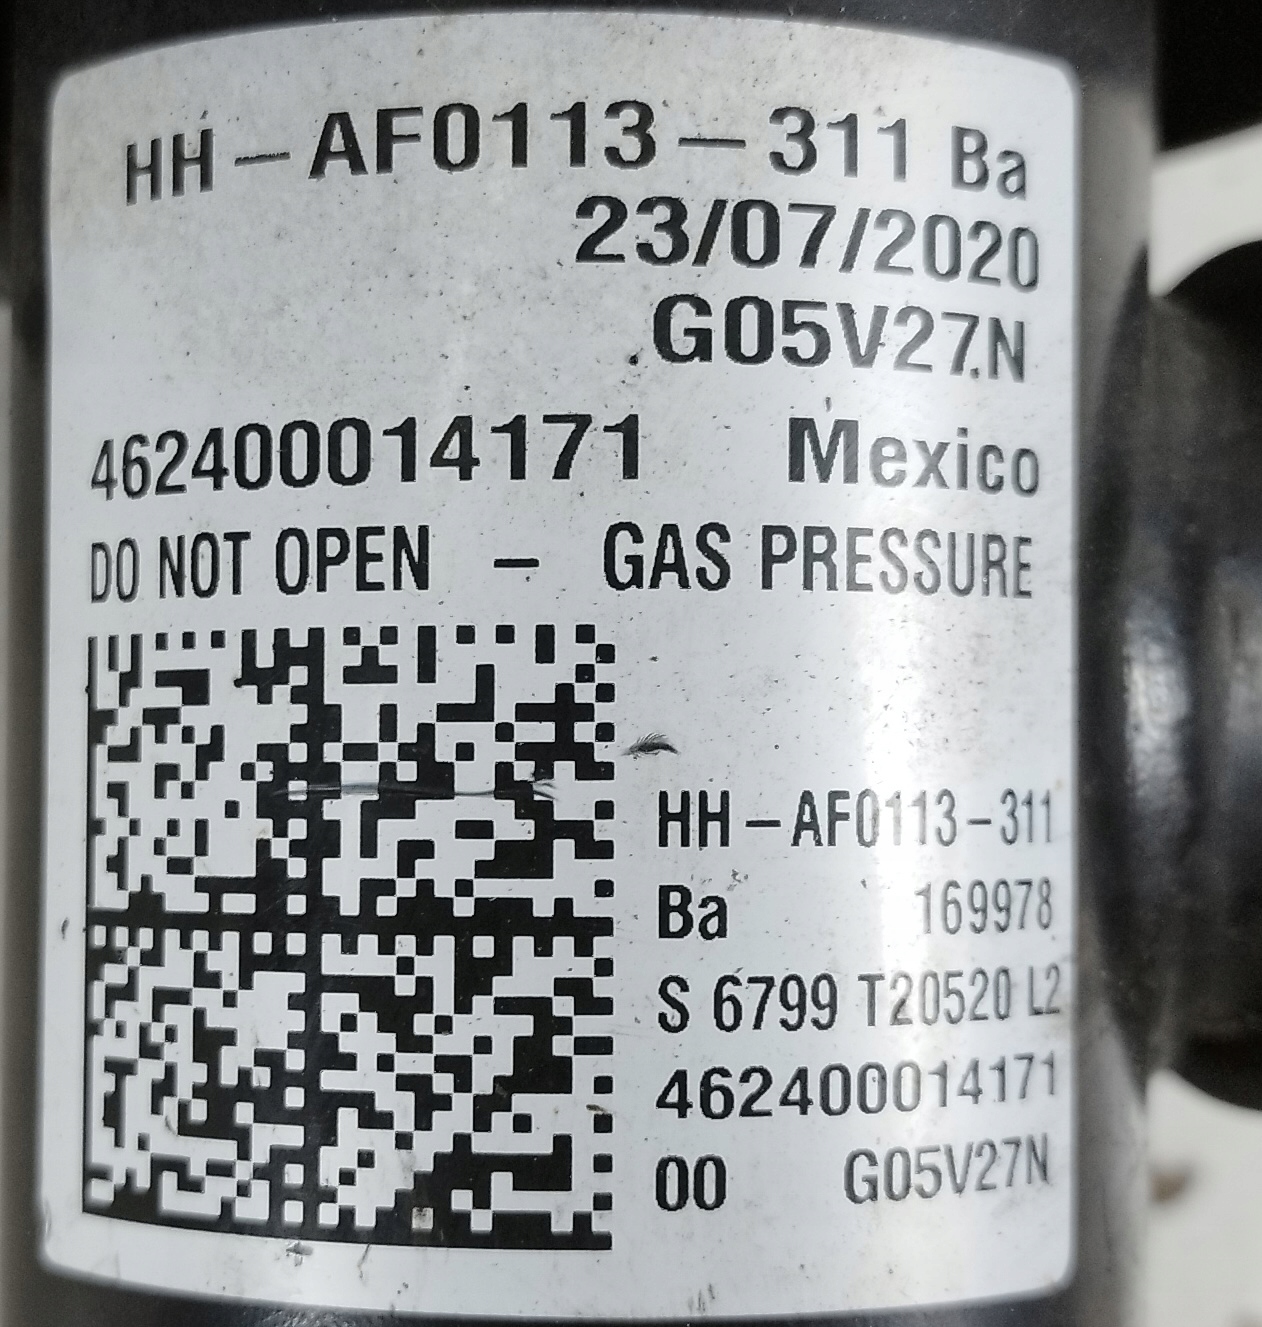 HH-AF0113-311 Ba
23/07/2020
G05V27N
462400014171 Mexico
DO NOT OPEN - GAS PRESSURE
HH-AF0113-311
Ba 169978
S 6799 T20520 L2
462400014171
00 G05V27N